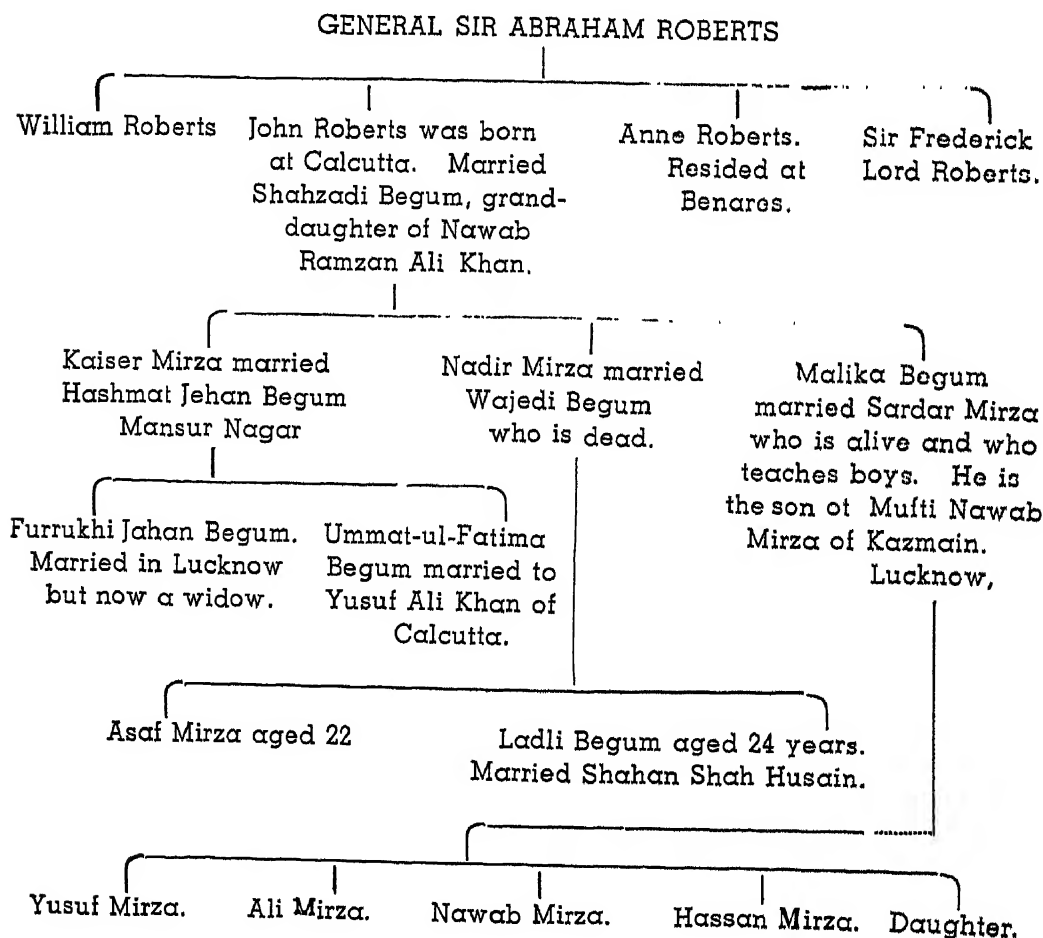 GENERAL SIR ABRAHAM ROBERTS
William Roberts
John Roberts was born
at Calcutta. Married
Shahzadi Begum, grand-
daughter of Nawab
Ramzan Ali Khan.
Anne Roberts.
Resided at
Benares.
Sir Frederick
Lord Roberts.
Kaiser Mirza married
Hashmat Jehan Begum
Mansur Nagar
Nadir Mirza married
Wajedi Begum
who is dead.
Malika Begum
married Sardar Mirza
who is alive and who
teaches boys. He is
the son of Mufti Nawab
Mirza of Kazmain.
Lucknow,
Furrukhi Jahan Begum.
Married in Lucknow
but now a widow.
Ummat-ul-Fatima
Begum married to
Yusuf Ali Khan of
Calcutta.
Asaf Mirza aged 22
Ladli Begum aged 24 years.
Married Shahan Shah Husain.
Yusuf Mirza.
Ali Mirza.
Nawab Mirza.
Hassan Mirza.
Daughter.